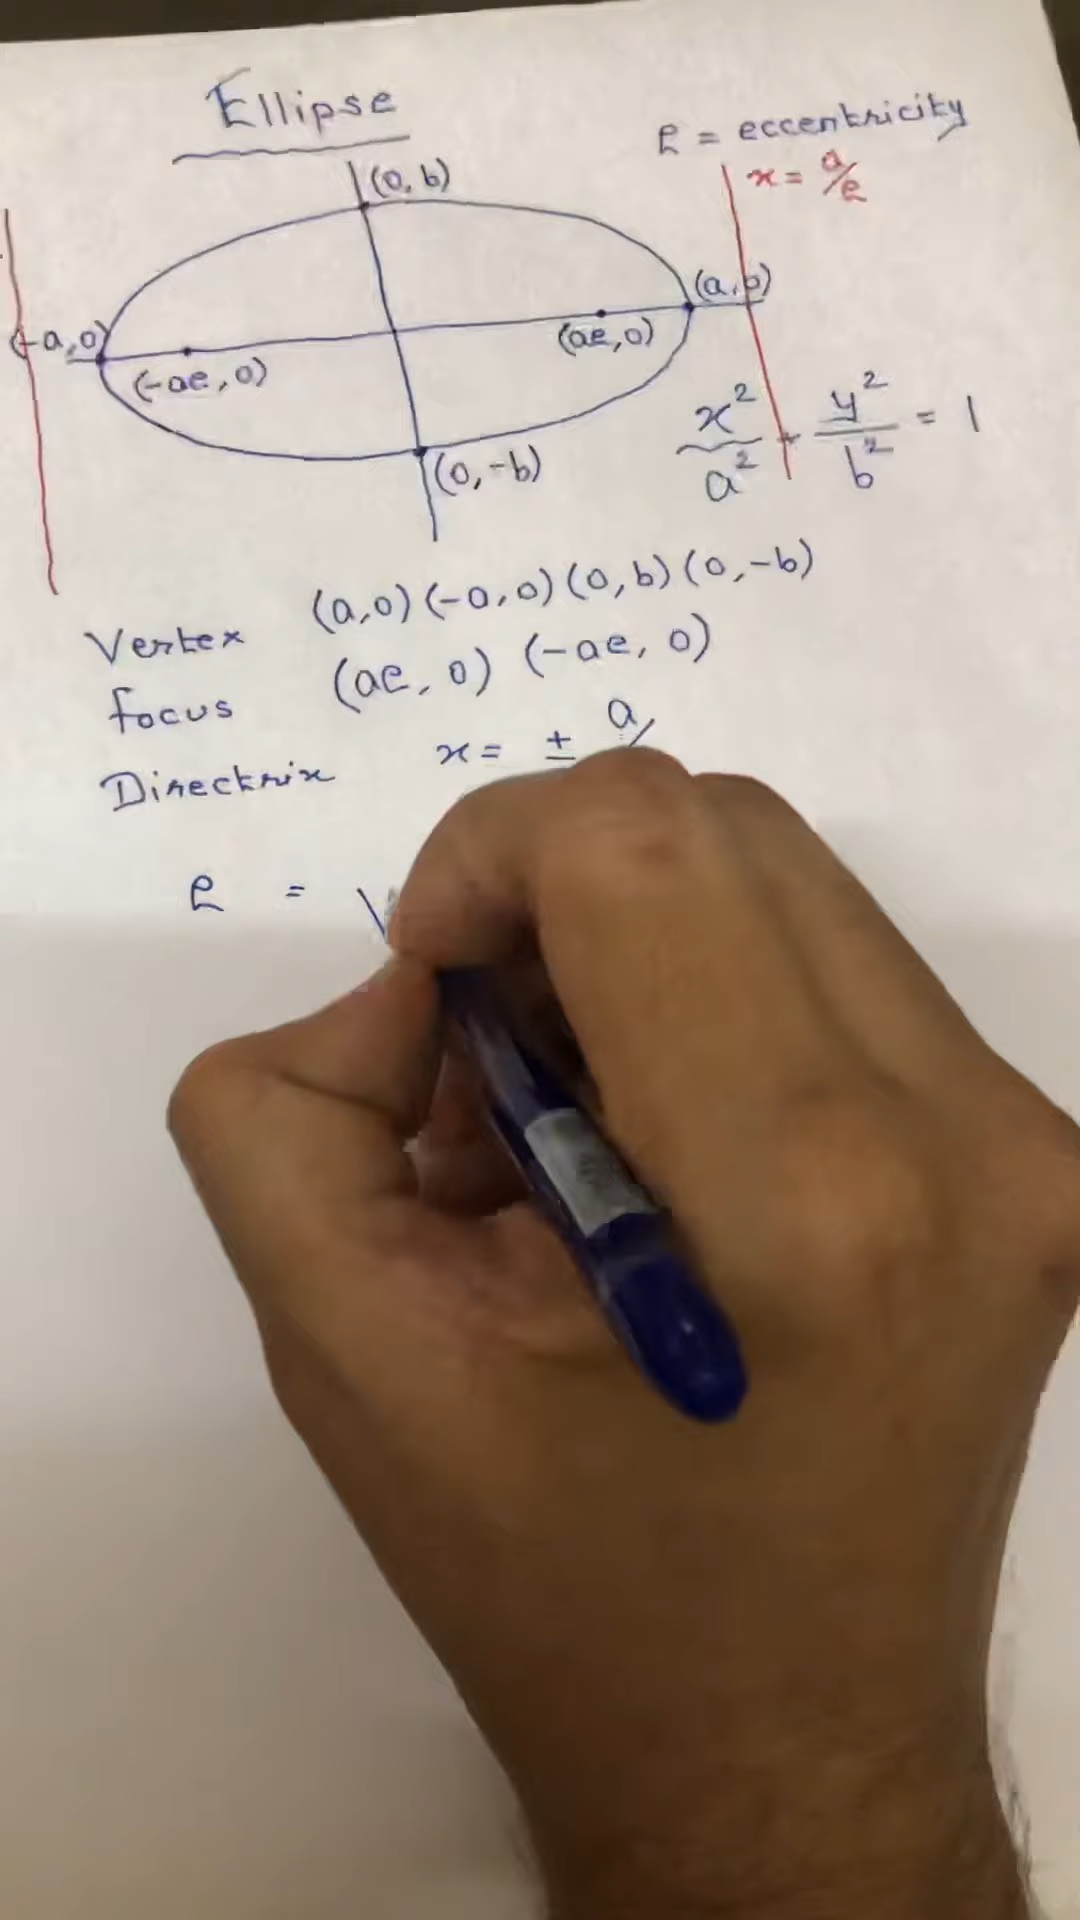 Ellipse
e = eccentricity
(0, b)
x = a/e
(a, 0)
(-a, 0)
(ae, 0)
(-ae, 0)
x²/a² + y²/b² = 1
(0, -b)
Vertex (a, 0) (-a, 0) (0, b) (0, -b)
focus (ae, 0) (-ae, 0)
Directrix x = ± a/
e = √